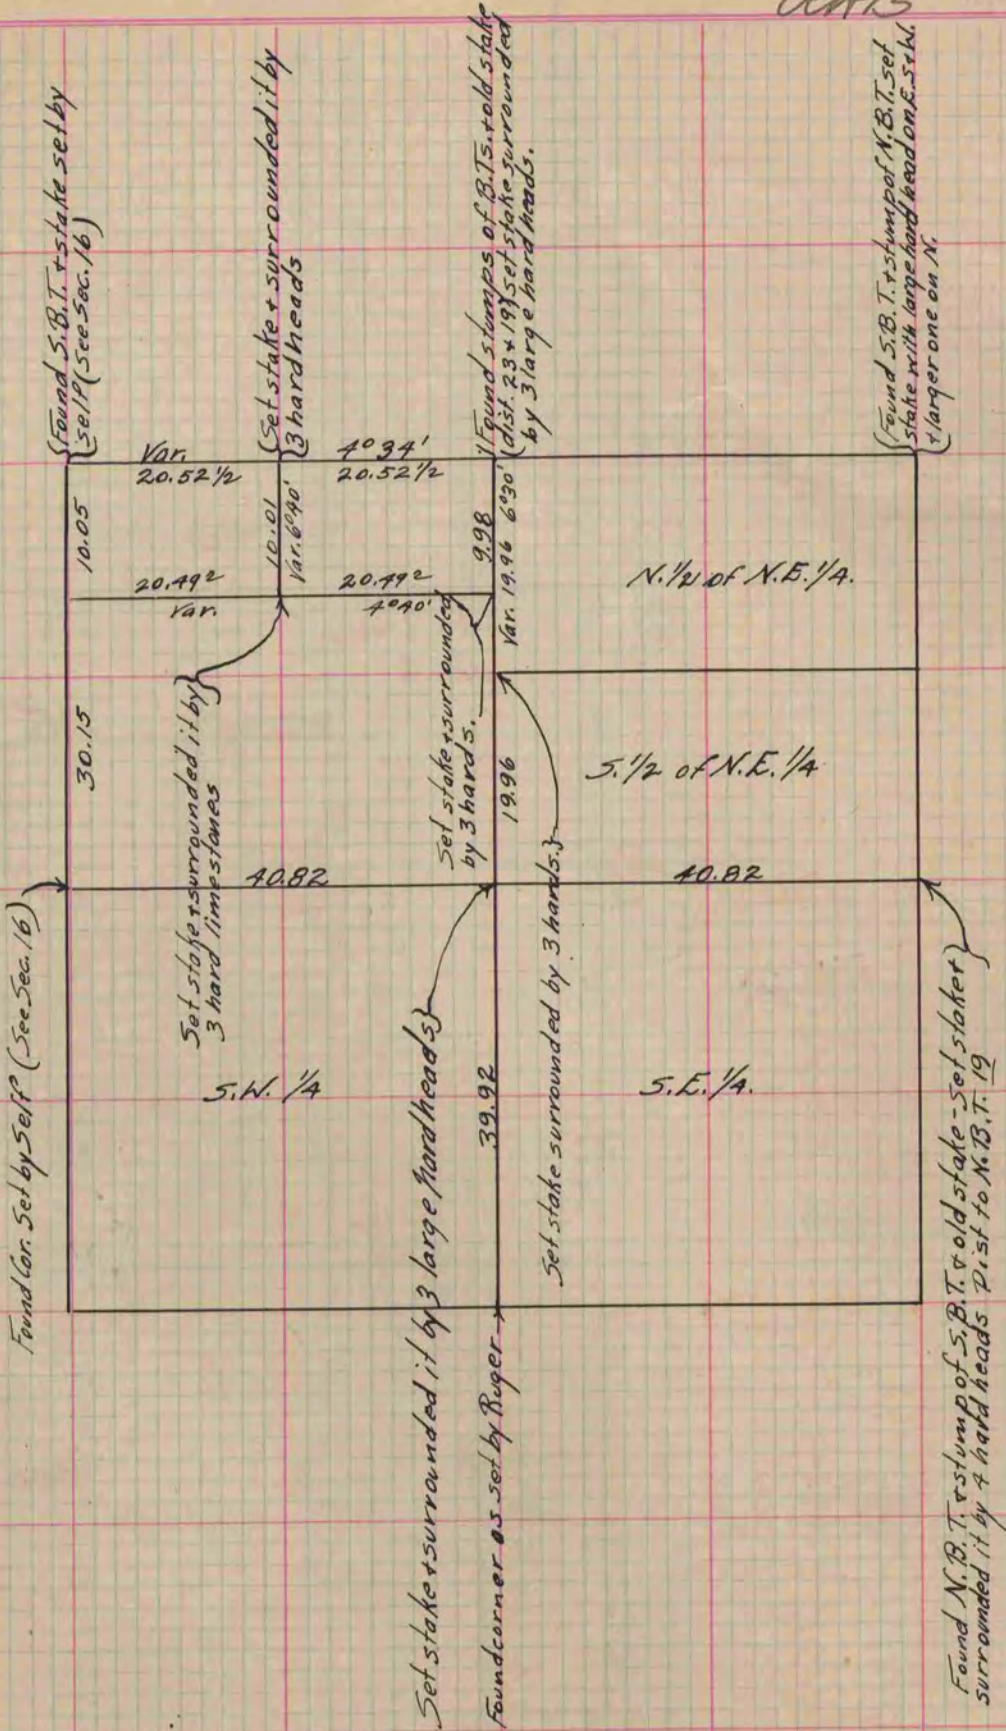 {Found S.B.T. + stake set by
self (See Sec. 16)
{Set stake + surrounded it by
3 hard heads
Found stumps of B.Ts. + old stake
(dist. 23 + 19) set stake surrounded
by 3 large hard heads.
{Found S.B.T. + stump of N.B.T. set
stake with large hard head on E.S+W.
+ larger one on N.
Var. 4°34'
20.52 1/2 20.52 1/2
10.05
10.01
Var. 6°40'
9.98
Var. 19.96 6°30'
20.49² 20.49²
Var. 4°40'
N. 1/2 of N.E. 1/4.
30.15
Set stake + surrounded it by}
3 hard limestones
Set stake + surrounded
by 3 hards.
19.96
S. 1/2 of N.E. 1/4
40.82
40.82
Found Cor. Set by Self (See Sec. 16)
S.W. 1/4
Set stake + surrounded it by 3 large hard heads}
39.92
Set stake surrounded by 3 hards.}
S.E. 1/4.
Found corner as set by Ruger
Found N.B.T. + stump of S.B.T. + old stake - Set stake +}
surrounded it by 4 hard heads Dist to N.B.T. 19